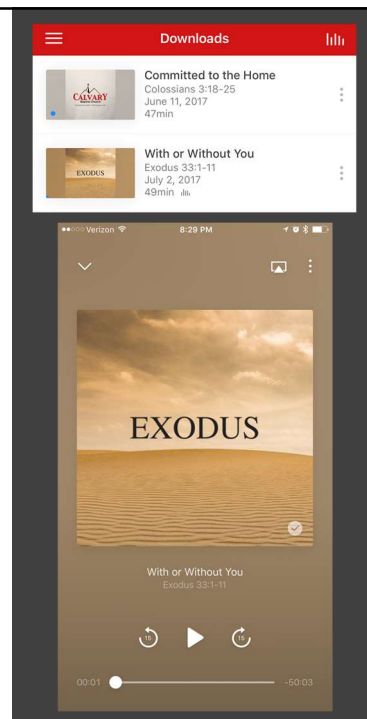 Downloads
CALVARY
Committed to the Home
Colossians 3:18-25
June 11, 2017
47min
EXODUS
With or Without You
Exodus 33:1-11
July 2, 2017
49min
Verizon
8:29 PM
EXODUS
With or Without You
Exodus 33:1-11
15
15
00:01
-50:03